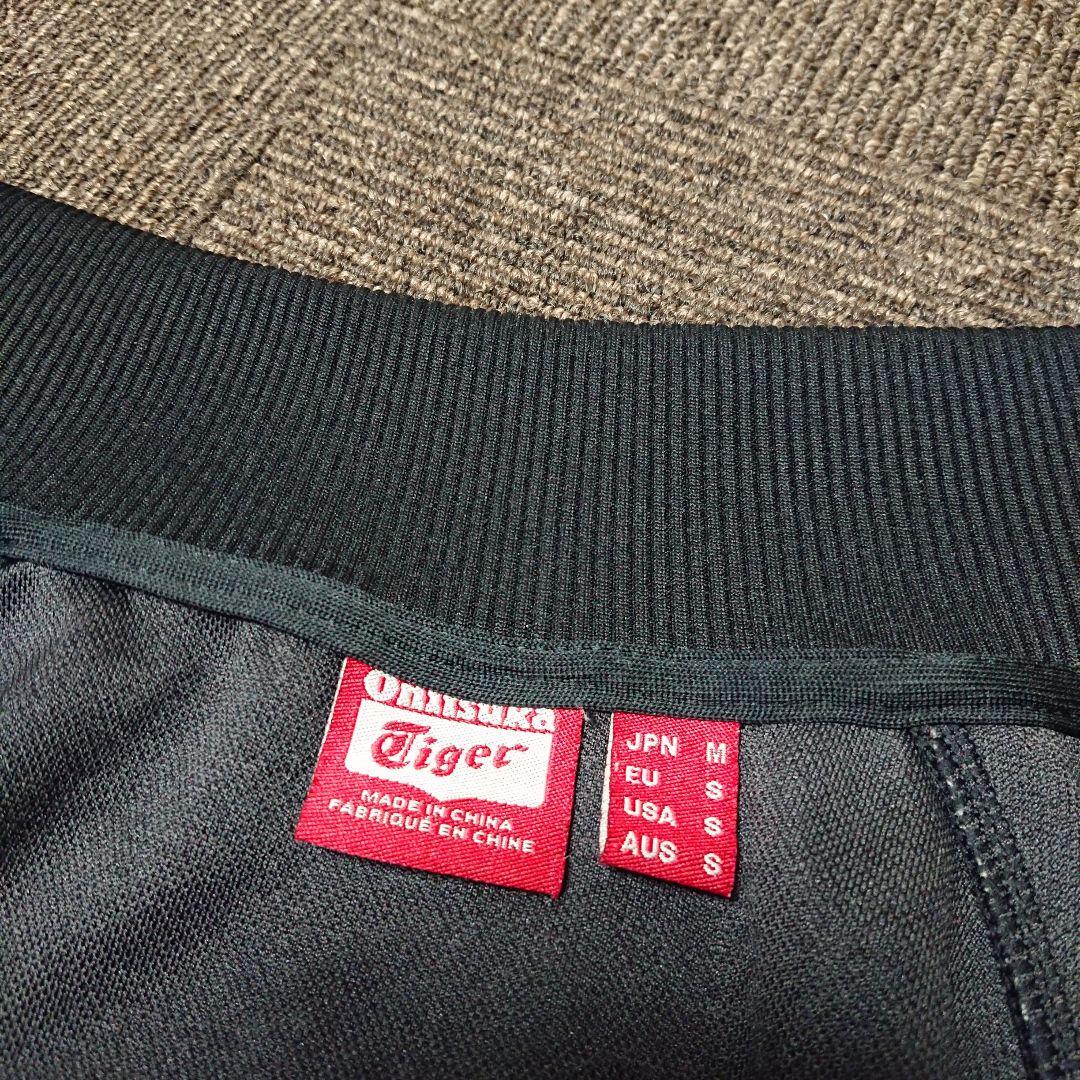 Onitsuka
Tiger
MADE IN CHINA
FABRIQUÉ EN CHINE
JPN M
EU S
USA S
AUS S